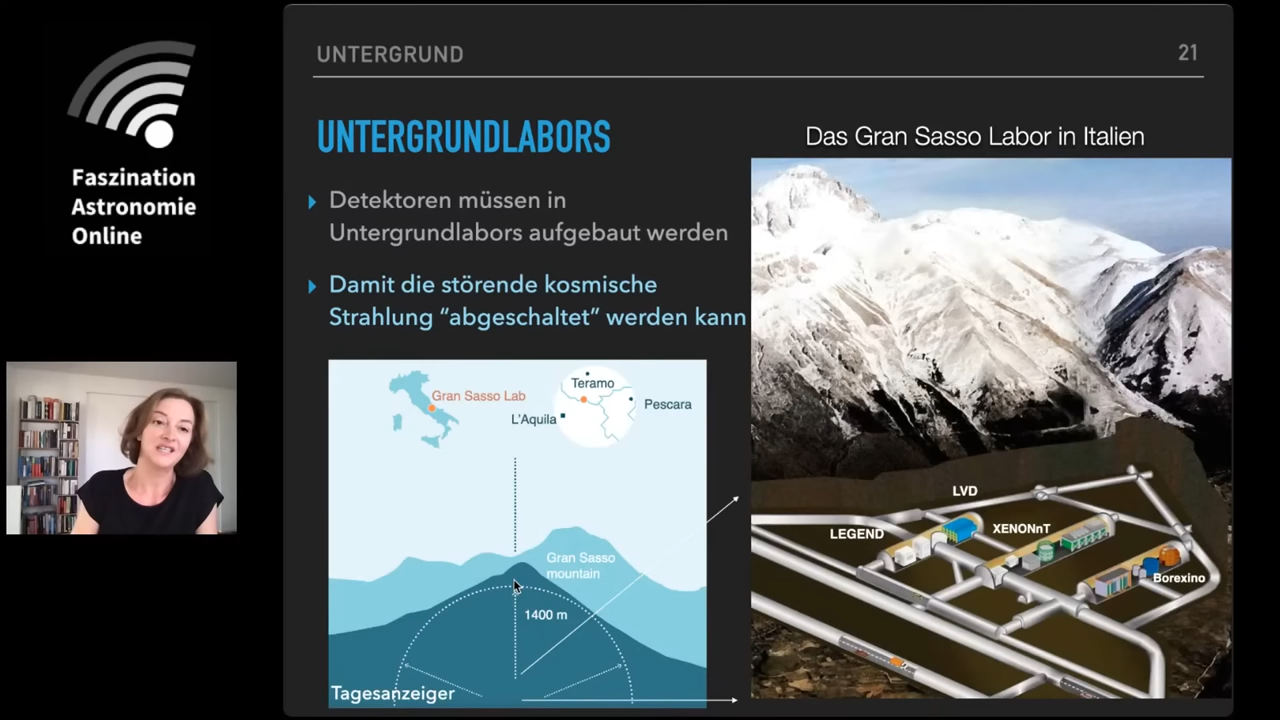 Faszination
Astronomie
Online
UNTERGRUND
21
UNTERGRUNDLABORS
Detektoren müssen in
Untergrundlabors aufgebaut werden
Damit die störende kosmische
Strahlung “abgeschaltet” werden kann
Gran Sasso Lab
Teramo
L'Aquila
Pescara
Gran Sasso
mountain
1400 m
Tagesanzeiger
Das Gran Sasso Labor in Italien
LVD
LEGEND
XENONnT
Borexino